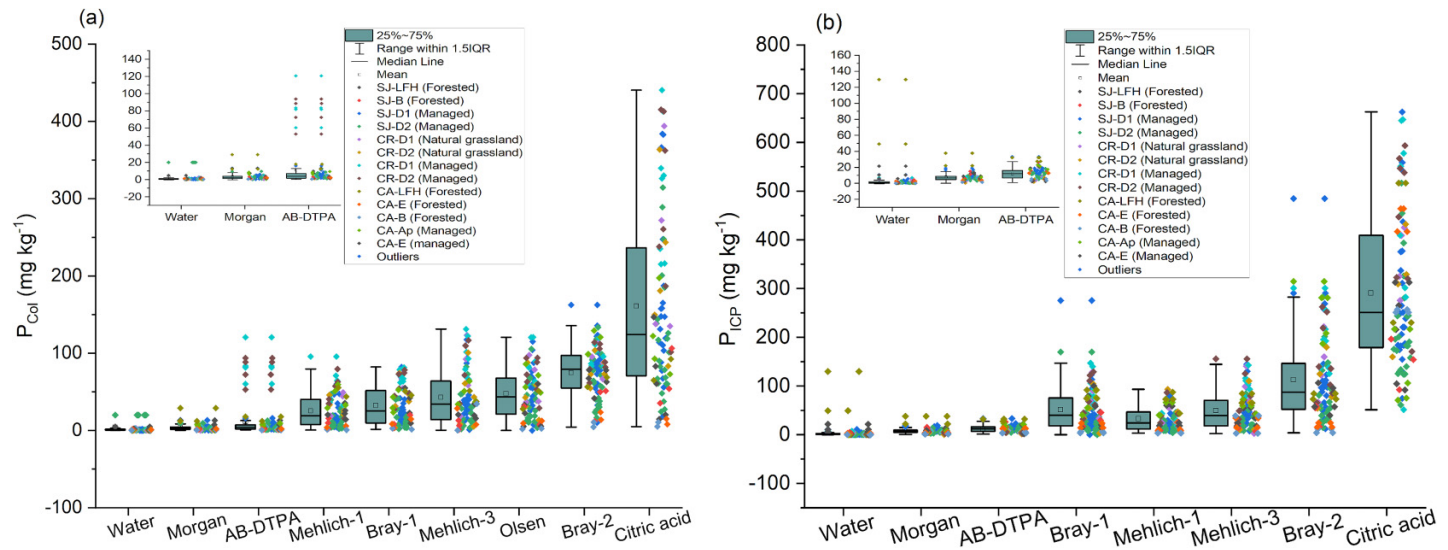 (a)
500
400
300
200
100
0
-100
P_Col (mg kg⁻¹)
140
120
100
80
60
40
20
0
-20
Water Morgan AB-DTPA
25%~75%
Range within 1.5IQR
Median Line
Mean
SJ-LFH (Forested)
SJ-B (Forested)
SJ-D1 (Managed)
SJ-D2 (Managed)
CR-D1 (Natural grassland)
CR-D2 (Natural grassland)
CR-D1 (Managed)
CR-D2 (Managed)
CA-LFH (Forested)
CA-E (Forested)
CA-B (Forested)
CA-Ap (Managed)
CA-E (managed)
Outliers
Water Morgan AB-DTPA Mehlich-1 Bray-1 Mehlich-3 Olsen Bray-2 Citric acid
(b)
800
700
600
500
400
300
200
100
0
-100
P_ICP (mg kg⁻¹)
160
140
120
100
80
60
40
20
0
-20
Water Morgan AB-DTPA
25%~75%
Range within 1.5IQR
Median Line
Mean
SJ-LFH (Forested)
SJ-B (Forested)
SJ-D1 (Managed)
SJ-D2 (Managed)
CR-D1 (Natural grassland)
CR-D2 (Natural grassland)
CR-D1 (Managed)
CR-D2 (Managed)
CA-LFH (Forested)
CA-E (Forested)
CA-B (Forested)
CA-Ap (Managed)
CA-E (Managed)
Outliers
Water Morgan AB-DTPA Bray-1 Mehlich-1 Mehlich-3 Bray-2 Citric acid